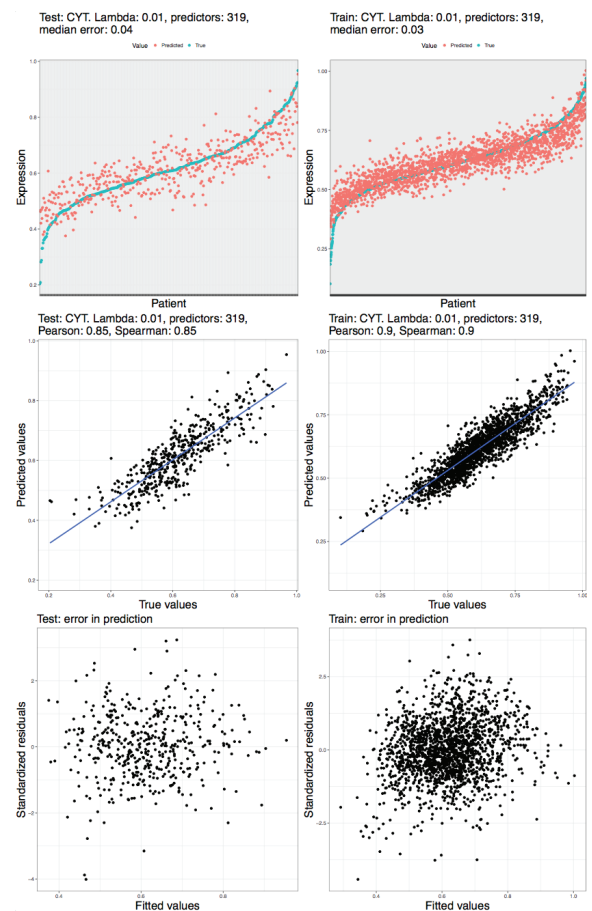 Test: CYT. Lambda: 0.01, predictors: 319,
median error: 0.04
Value Predicted True
1.0
0.8
0.6
0.4
0.2
Expression
Patient
Train: CYT. Lambda: 0.01, predictors: 319,
median error: 0.03
Value Predicted True
1.00
0.75
0.50
0.25
Expression
Patient
Test: CYT. Lambda: 0.01, predictors: 319,
Pearson: 0.85, Spearman: 0.85
1.0
0.8
0.6
0.4
0.2
Predicted values
0.2 0.4 0.6 0.8 1.0
True values
Train: CYT. Lambda: 0.01, predictors: 319,
Pearson: 0.9, Spearman: 0.9
1.00
0.75
0.50
0.25
Predicted values
0.25 0.50 0.75 1.00
True values
Test: error in prediction
2
0
-2
-4
Standardized residuals
0.4 0.6 0.8
Fitted values
Train: error in prediction
2.5
0.0
-2.5
Standardized residuals
0.4 0.6 0.8 1.0
Fitted values